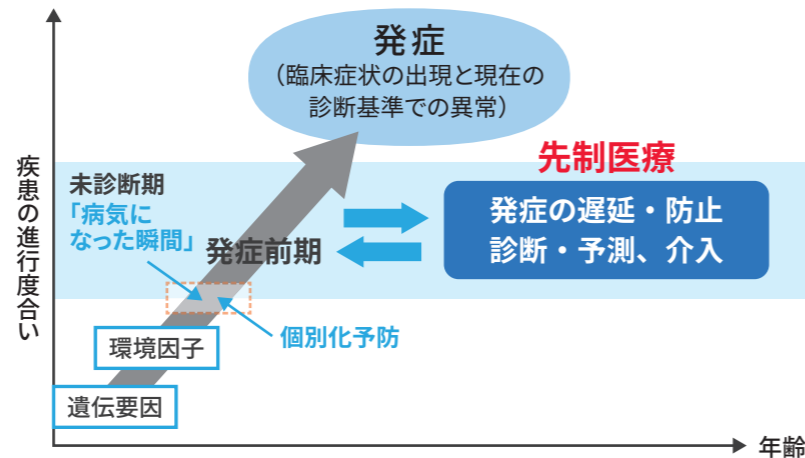 発症
（臨床症状の出現と現在の
診断基準での異常）
先制医療
発症の遅延・防止
診断・予測、介入
疾患の進行度合い
未診断期
「病気に
なった瞬間」
発症前期
個別化予防
環境因子
遺伝要因
年齢